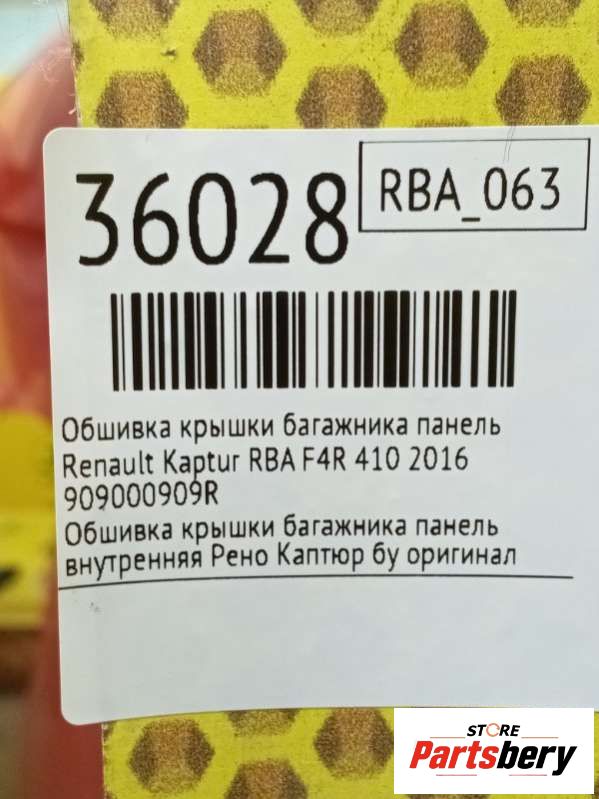 36028
RBA_063
Обшивка крышки багажника панель
Renault Kaptur RBA F4R 410 2016
909000909R
Обшивка крышки багажника панель
внутренняя Рено Каптюр бу оригинал
STORE
Partsbery